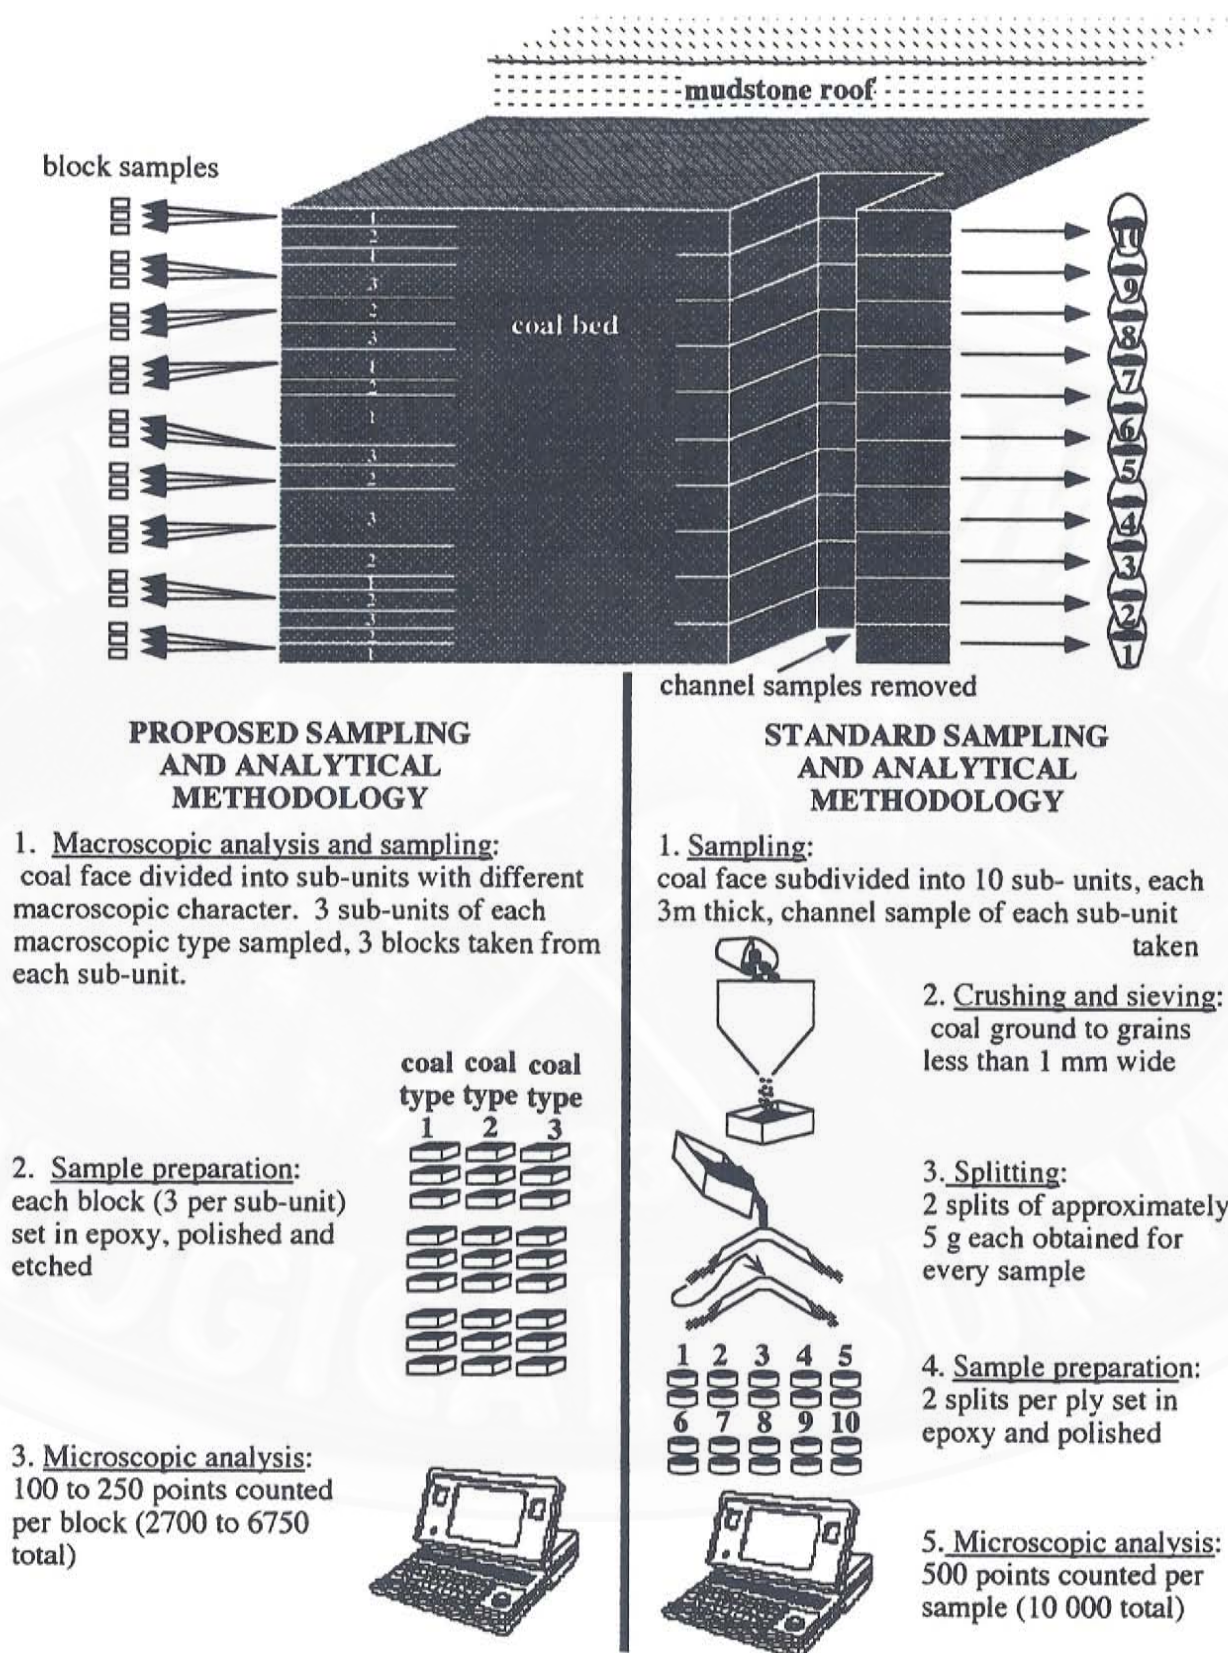 mudstone roof
block samples
coal bed
1
2
1
3
2
3
1
2
1
3
2
3
2
1
2
3
2
1
10
9
8
7
6
5
4
3
2
1
channel samples removed
PROPOSED SAMPLING
AND ANALYTICAL
METHODOLOGY
1. Macroscopic analysis and sampling:
coal face divided into sub-units with different
macroscopic character. 3 sub-units of each
macroscopic type sampled, 3 blocks taken from
each sub-unit.
coal coal coal
type type type
1 2 3
2. Sample preparation:
each block (3 per sub-unit)
set in epoxy, polished and
etched
3. Microscopic analysis:
100 to 250 points counted
per block (2700 to 6750
total)
STANDARD SAMPLING
AND ANALYTICAL
METHODOLOGY
1. Sampling:
coal face subdivided into 10 sub- units, each
3m thick, channel sample of each sub-unit
taken
2. Crushing and sieving:
coal ground to grains
less than 1 mm wide
3. Splitting:
2 splits of approximately
5 g each obtained for
every sample
1 2 3 4 5
6 7 8 9 10
4. Sample preparation:
2 splits per ply set in
epoxy and polished
5. Microscopic analysis:
500 points counted per
sample (10 000 total)